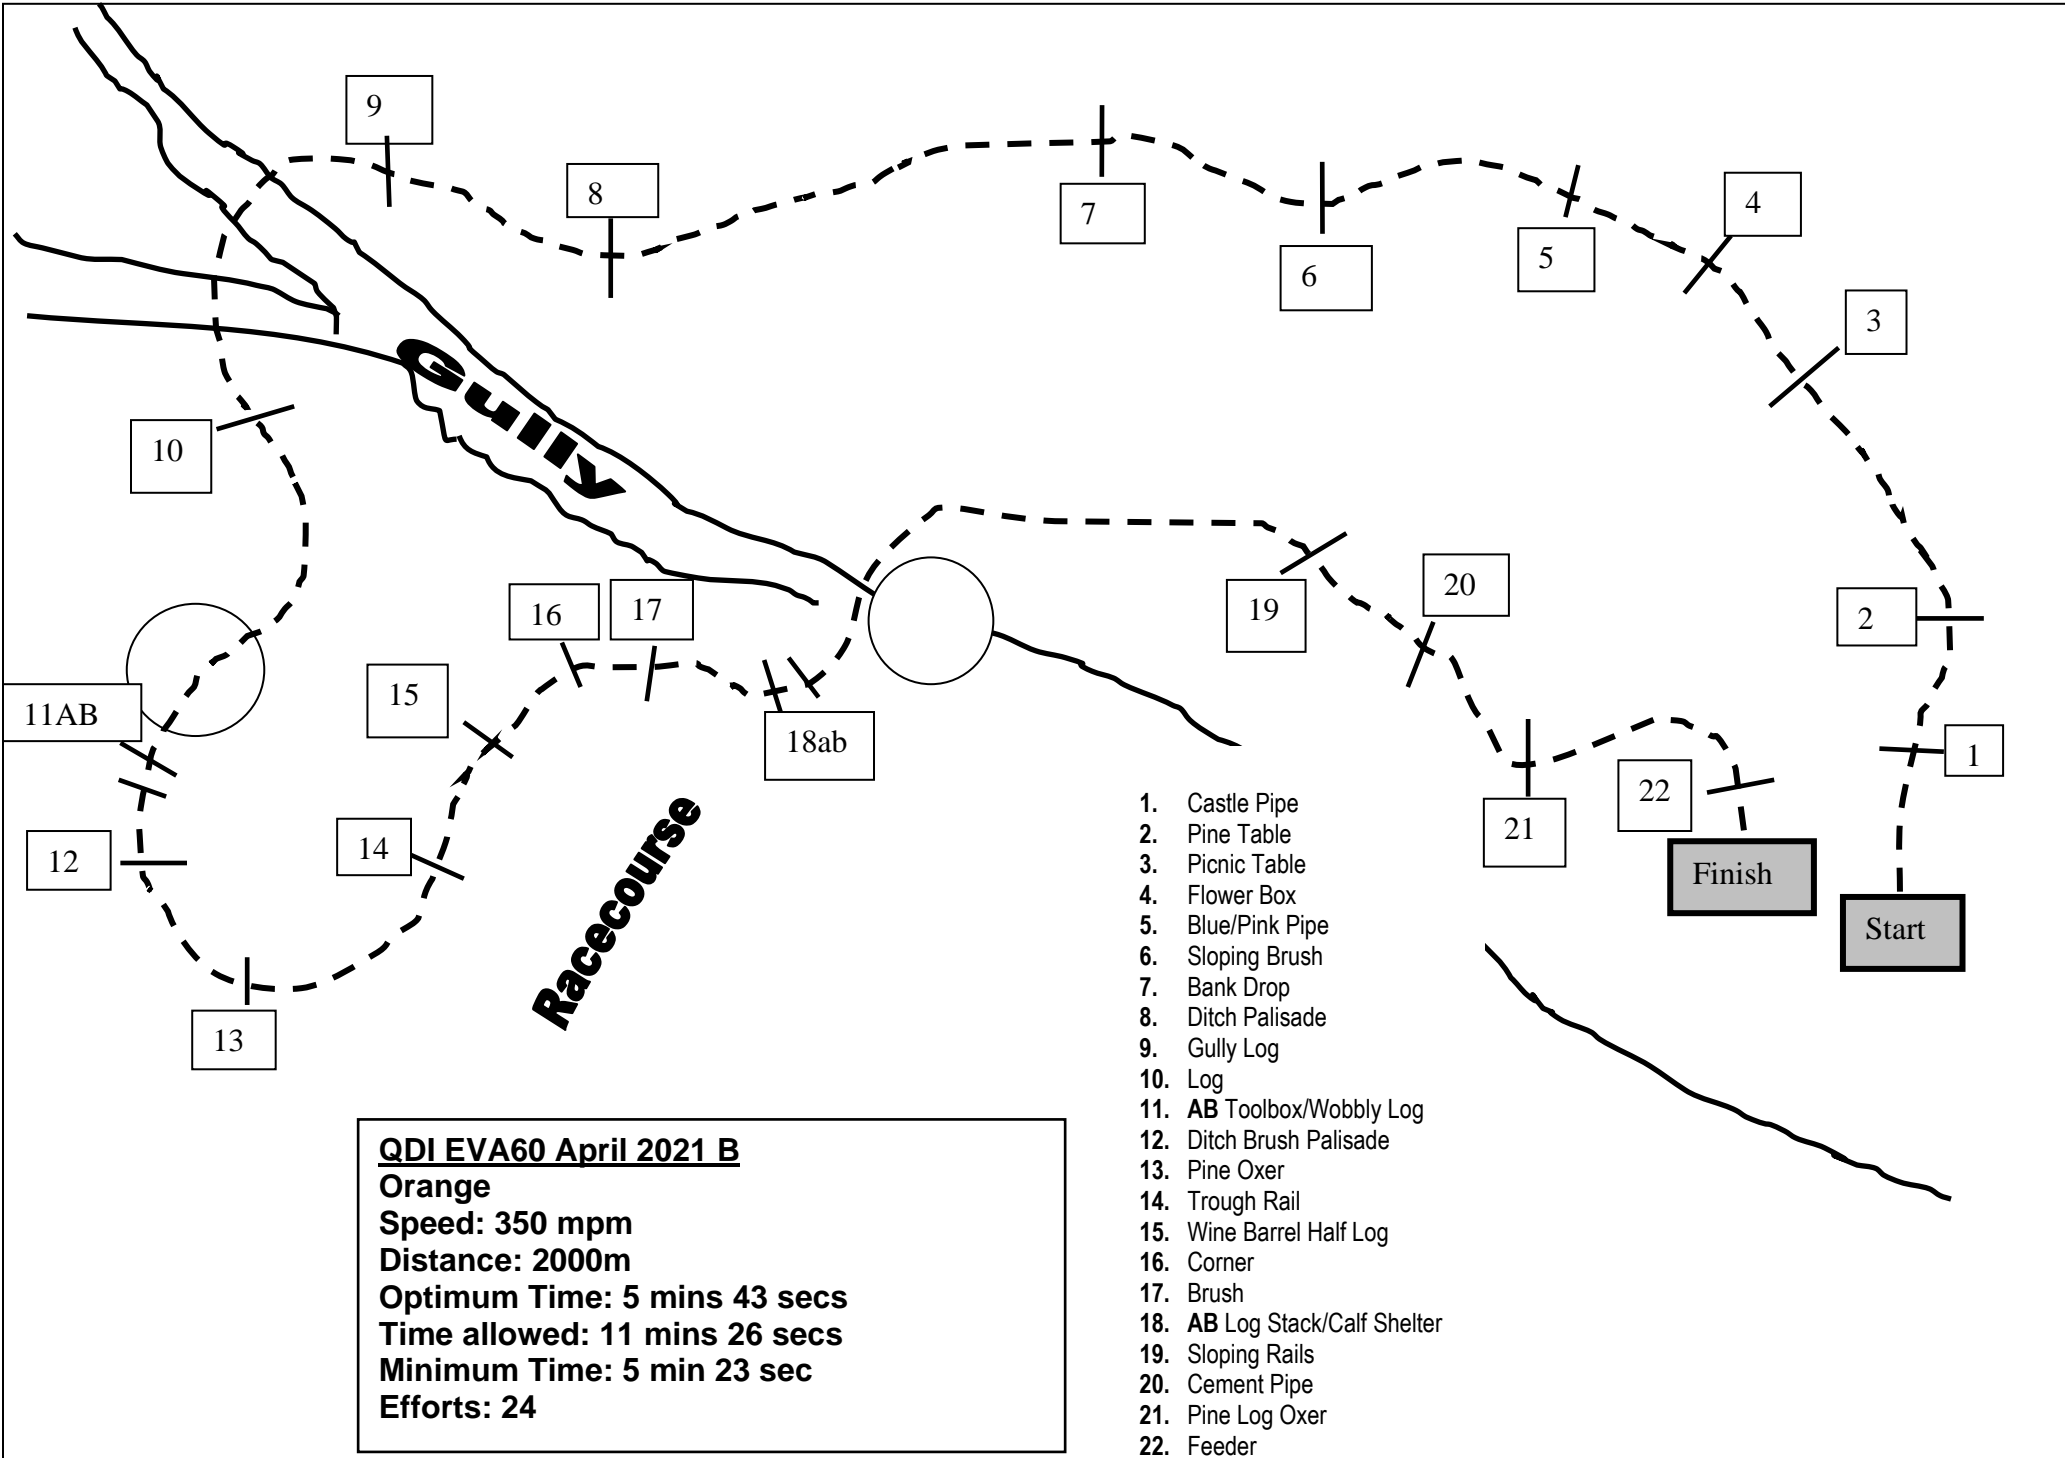 9
8
7
6
5
4
3
10
2
1
11AB
12
13
14
15
16
17
18ab
19
20
21
22
Gully
Racecourse
Finish
Start
1. Castle Pipe
2. Pine Table
3. Picnic Table
4. Flower Box
5. Blue/Pink Pipe
6. Sloping Brush
7. Bank Drop
8. Ditch Palisade
9. Gully Log
10. Log
11. AB Toolbox/Wobbly Log
12. Ditch Brush Palisade
13. Pine Oxer
14. Trough Rail
15. Wine Barrel Half Log
16. Corner
17. Brush
18. AB Log Stack/Calf Shelter
19. Sloping Rails
20. Cement Pipe
21. Pine Log Oxer
22. Feeder
QDI EVA60 April 2021 B
Orange
Speed: 350 mpm
Distance: 2000m
Optimum Time: 5 mins 43 secs
Time allowed: 11 mins 26 secs
Minimum Time: 5 min 23 sec
Efforts: 24